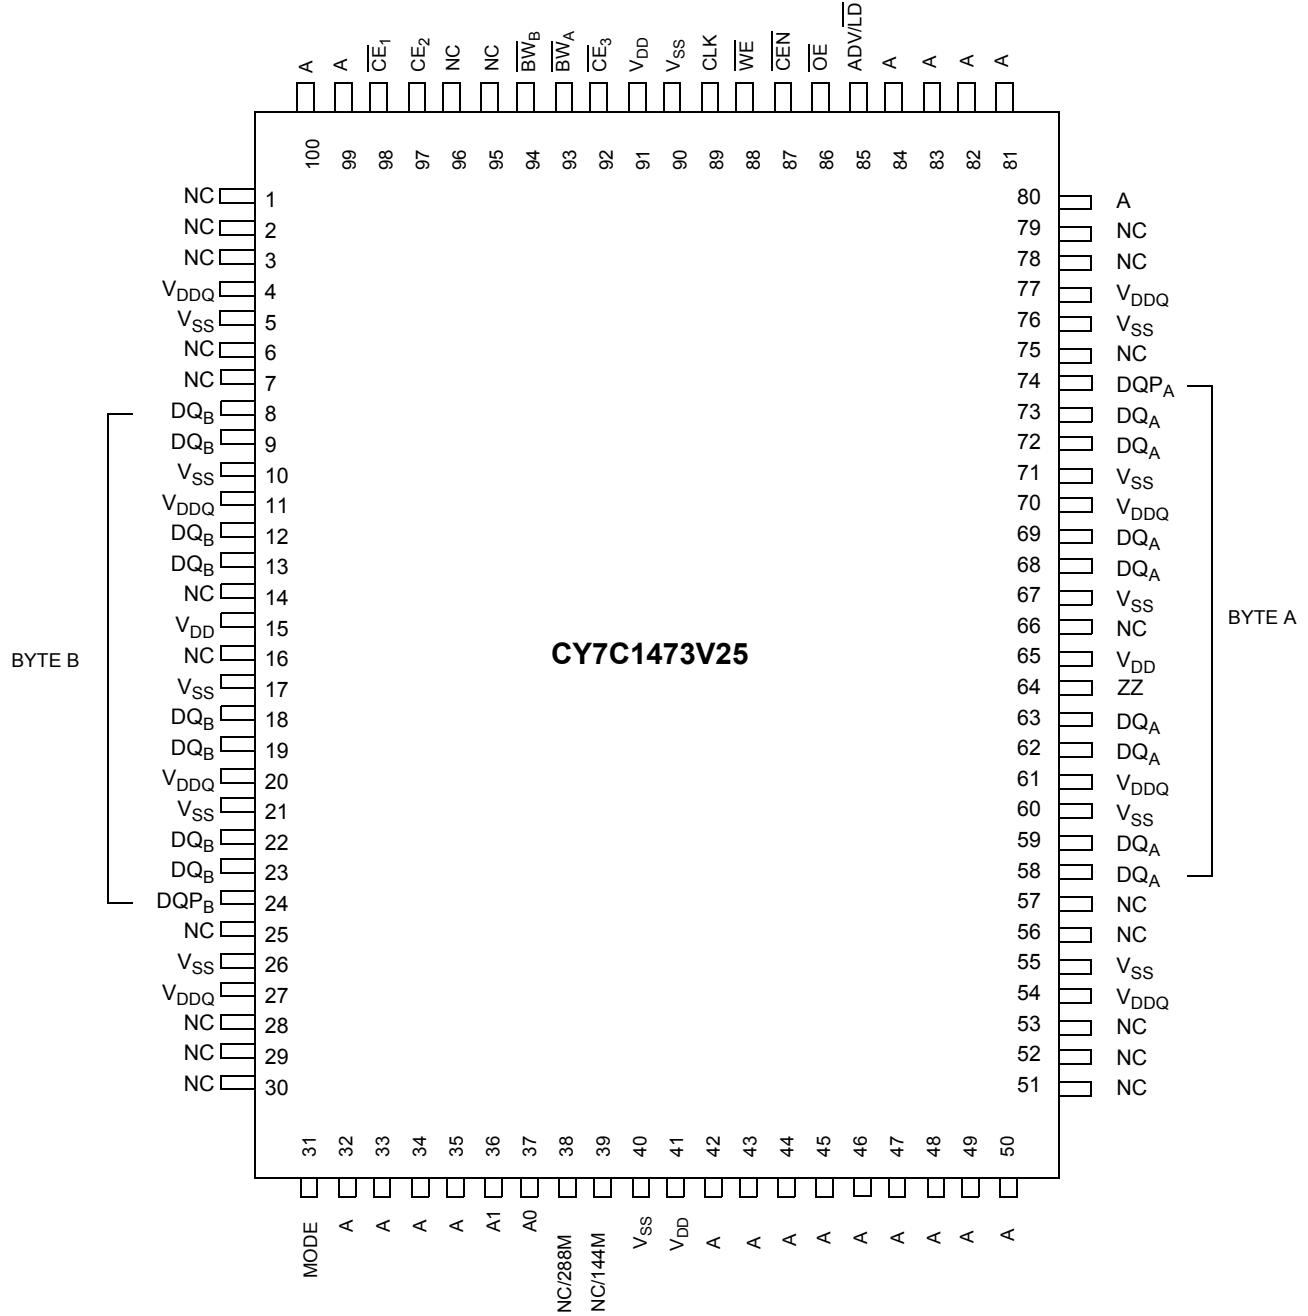 A A CE1 CE2 NC NC BWB BWA CE3 VDD VSS CLK WE CEN OE ADV/LD A A A A
100 99 98 97 96 95 94 93 92 91 90 89 88 87 86 85 84 83 82 81
NC 1 80 A
NC 2 79 NC
NC 3 78 NC
VDDQ 4 77 VDDQ
VSS 5 76 VSS
NC 6 75 NC
NC 7 74 DQPA
DQB 8 73 DQA
DQB 9 72 DQA
VSS 10 71 VSS
VDDQ 11 70 VDDQ
DQB 12 69 DQA
DQB 13 68 DQA
NC 14 67 VSS
VDD 15 66 NC
BYTE A
CY7C1473V25
BYTE B
NC 16 65 VDD
VSS 17 64 ZZ
DQB 18 63 DQA
DQB 19 62 DQA
VDDQ 20 61 VDDQ
VSS 21 60 VSS
DQB 22 59 DQA
DQB 23 58 DQA
DQPB 24 57 NC
NC 25 56 NC
VSS 26 55 VSS
VDDQ 27 54 VDDQ
NC 28 53 NC
NC 29 52 NC
NC 30 51 NC
31 32 33 34 35 36 37 38 39 40 41 42 43 44 45 46 47 48 49 50
MODE A A A A A1 A0 NC/288M NC/144M VSS VDD A A A A A A A A A